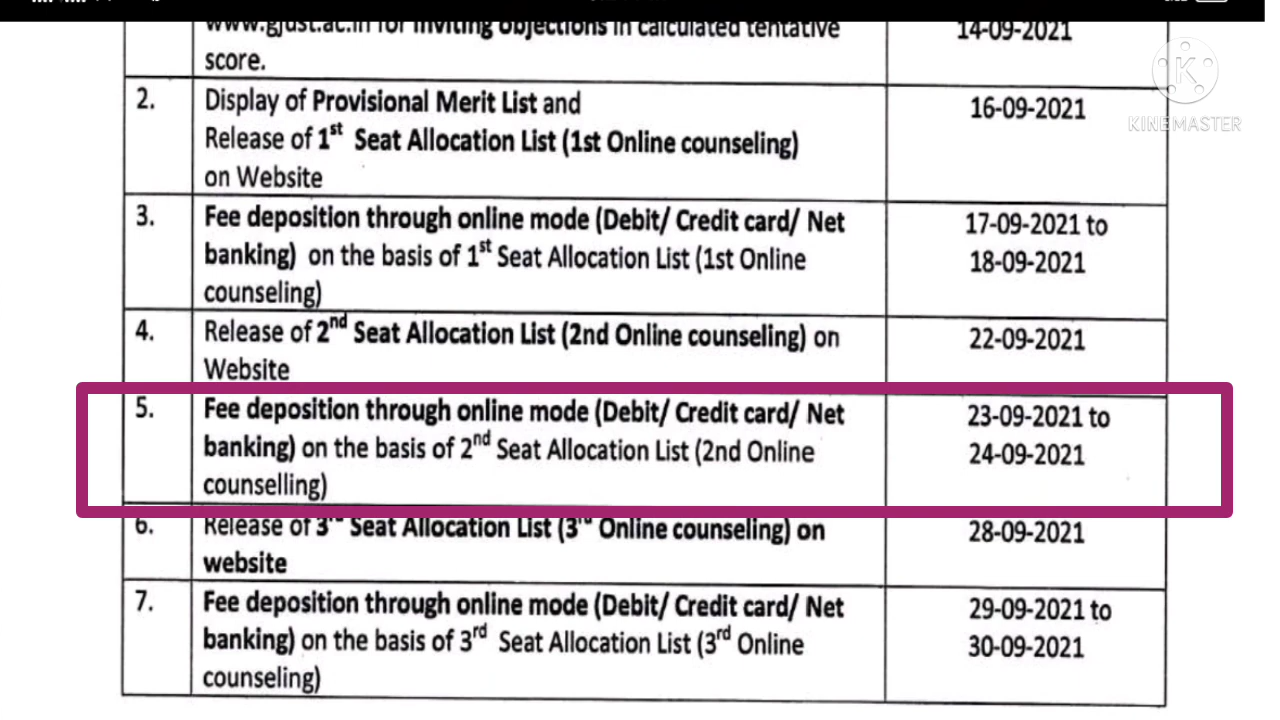 www.gjust.ac.in for inviting objections in calculated tentative
14-09-2021
score.
KINEMASTER
2. Display of Provisional Merit List and
16-09-2021
Release of 1st Seat Allocation List (1st Online counseling)
on Website
3. Fee deposition through online mode (Debit/ Credit card/ Net
17-09-2021 to
banking) on the basis of 1st Seat Allocation List (1st Online
18-09-2021
counseling)
4. Release of 2nd Seat Allocation List (2nd Online counseling) on
22-09-2021
Website
5. Fee deposition through online mode (Debit/ Credit card/ Net
23-09-2021 to
banking) on the basis of 2nd Seat Allocation List (2nd Online
24-09-2021
counselling)
6. Release of 3rd Seat Allocation List (3rd Online counseling) on
28-09-2021
website
7. Fee deposition through online mode (Debit/ Credit card/ Net
29-09-2021 to
banking) on the basis of 3rd Seat Allocation List (3rd Online
30-09-2021
counseling)